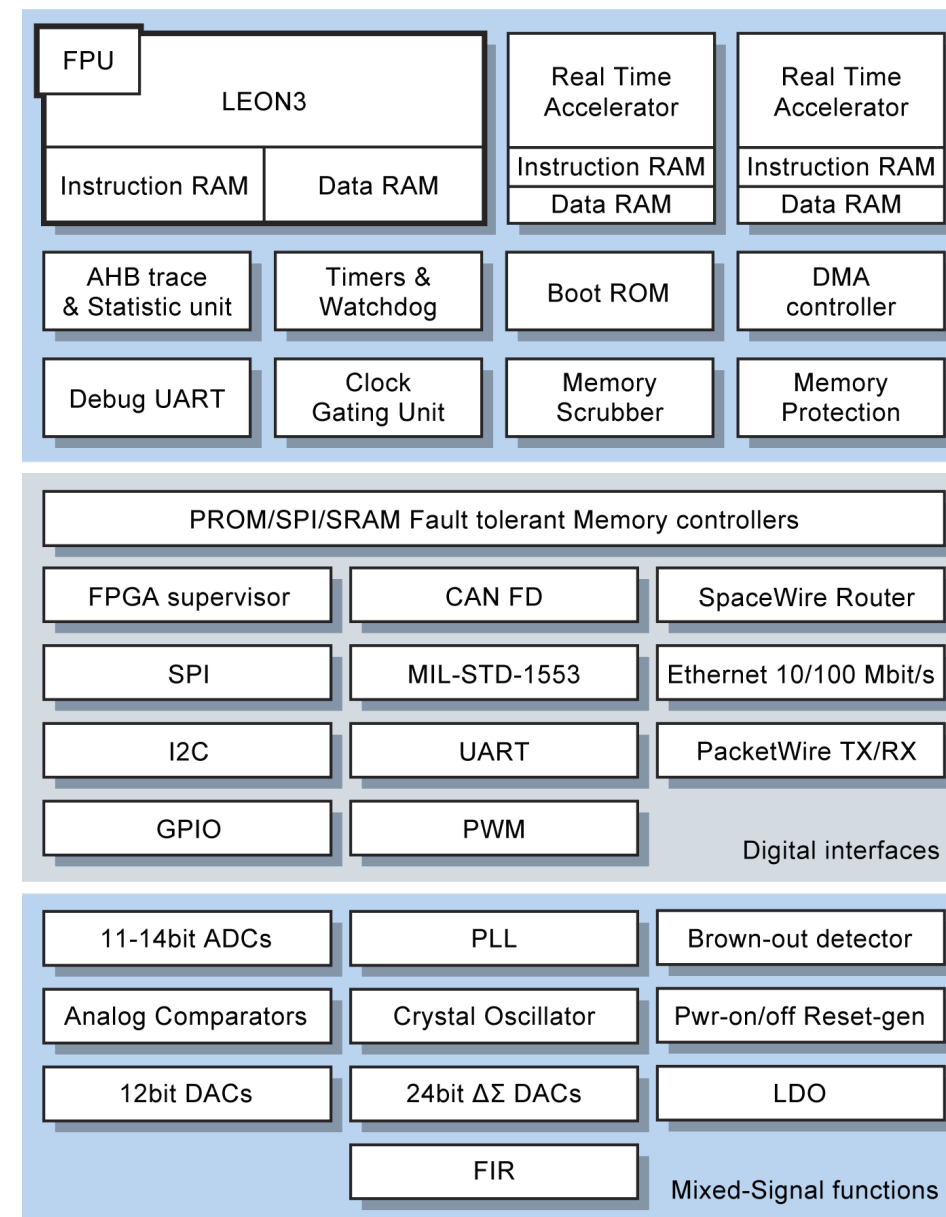 FPU
LEON3
Instruction RAM
Data RAM
Real Time
Accelerator
Instruction RAM
Data RAM
Real Time
Accelerator
Instruction RAM
Data RAM
AHB trace
& Statistic unit
Timers &
Watchdog
Boot ROM
DMA
controller
Debug UART
Clock
Gating Unit
Memory
Scrubber
Memory
Protection
PROM/SPI/SRAM Fault tolerant Memory controllers
FPGA supervisor
CAN FD
SpaceWire Router
SPI
MIL-STD-1553
Ethernet 10/100 Mbit/s
I2C
UART
PacketWire TX/RX
GPIO
PWM
Digital interfaces
11-14bit ADCs
PLL
Brown-out detector
Analog Comparators
Crystal Oscillator
Pwr-on/off Reset-gen
12bit DACs
24bit ΔΣ DACs
LDO
FIR
Mixed-Signal functions